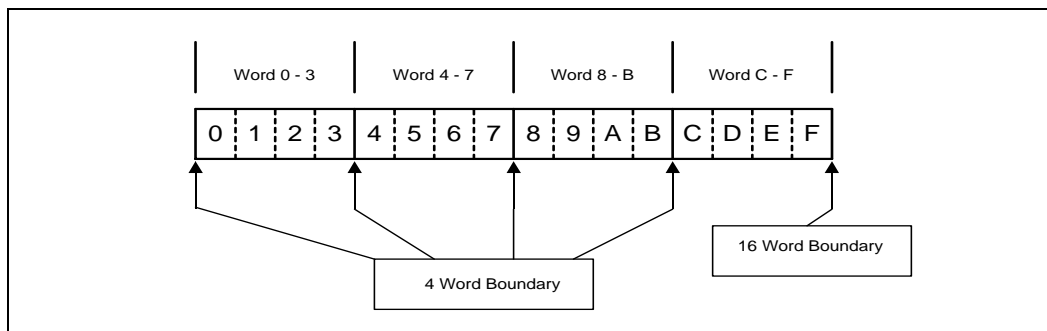 Word 0 - 3 Word 4 - 7 Word 8 - B Word C - F
0 1 2 3 4 5 6 7 8 9 A B C D E F
16 Word Boundary
4 Word Boundary